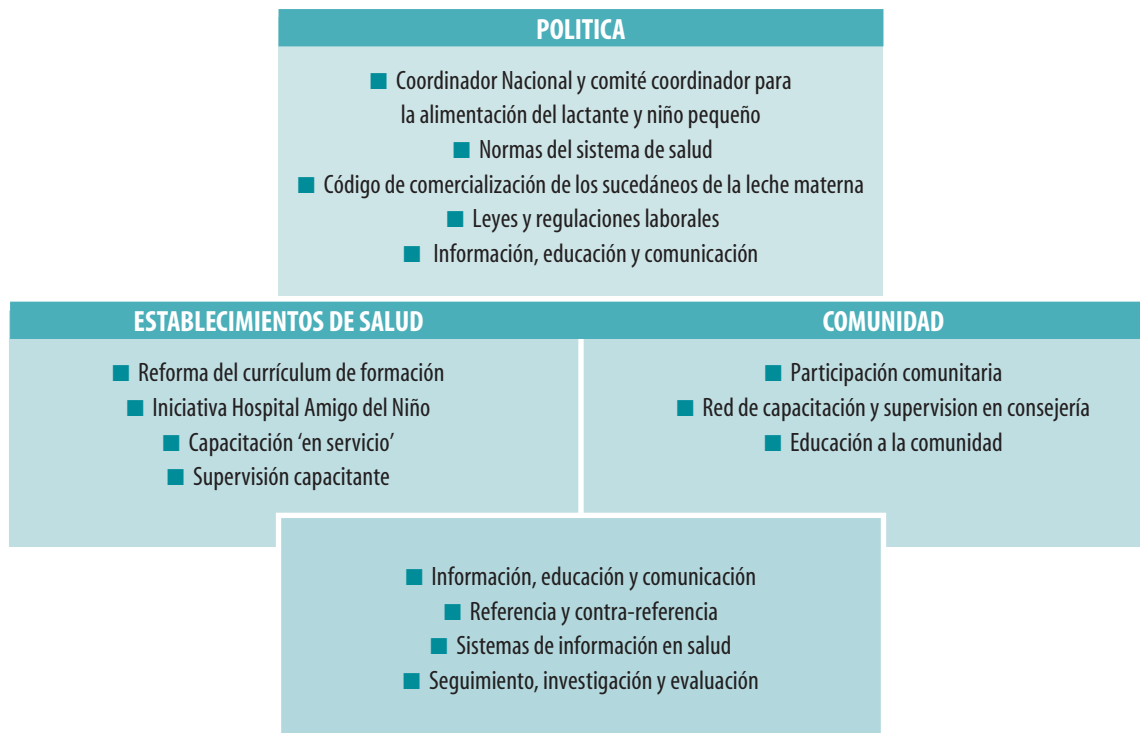 POLITICA
■ Coordinador Nacional y comité coordinador para
la alimentación del lactante y niño pequeño
■ Normas del sistema de salud
■ Código de comercialización de los sucedáneos de la leche materna
■ Leyes y regulaciones laborales
■ Información, educación y comunicación
ESTABLECIMIENTOS DE SALUD
■ Reforma del currículum de formación
■ Iniciativa Hospital Amigo del Niño
■ Capacitación ‘en servicio’
■ Supervisión capacitante
COMUNIDAD
■ Participación comunitaria
■ Red de capacitación y supervision en consejería
■ Educación a la comunidad
■ Información, educación y comunicación
■ Referencia y contra-referencia
■ Sistemas de información en salud
■ Seguimiento, investigación y evaluación